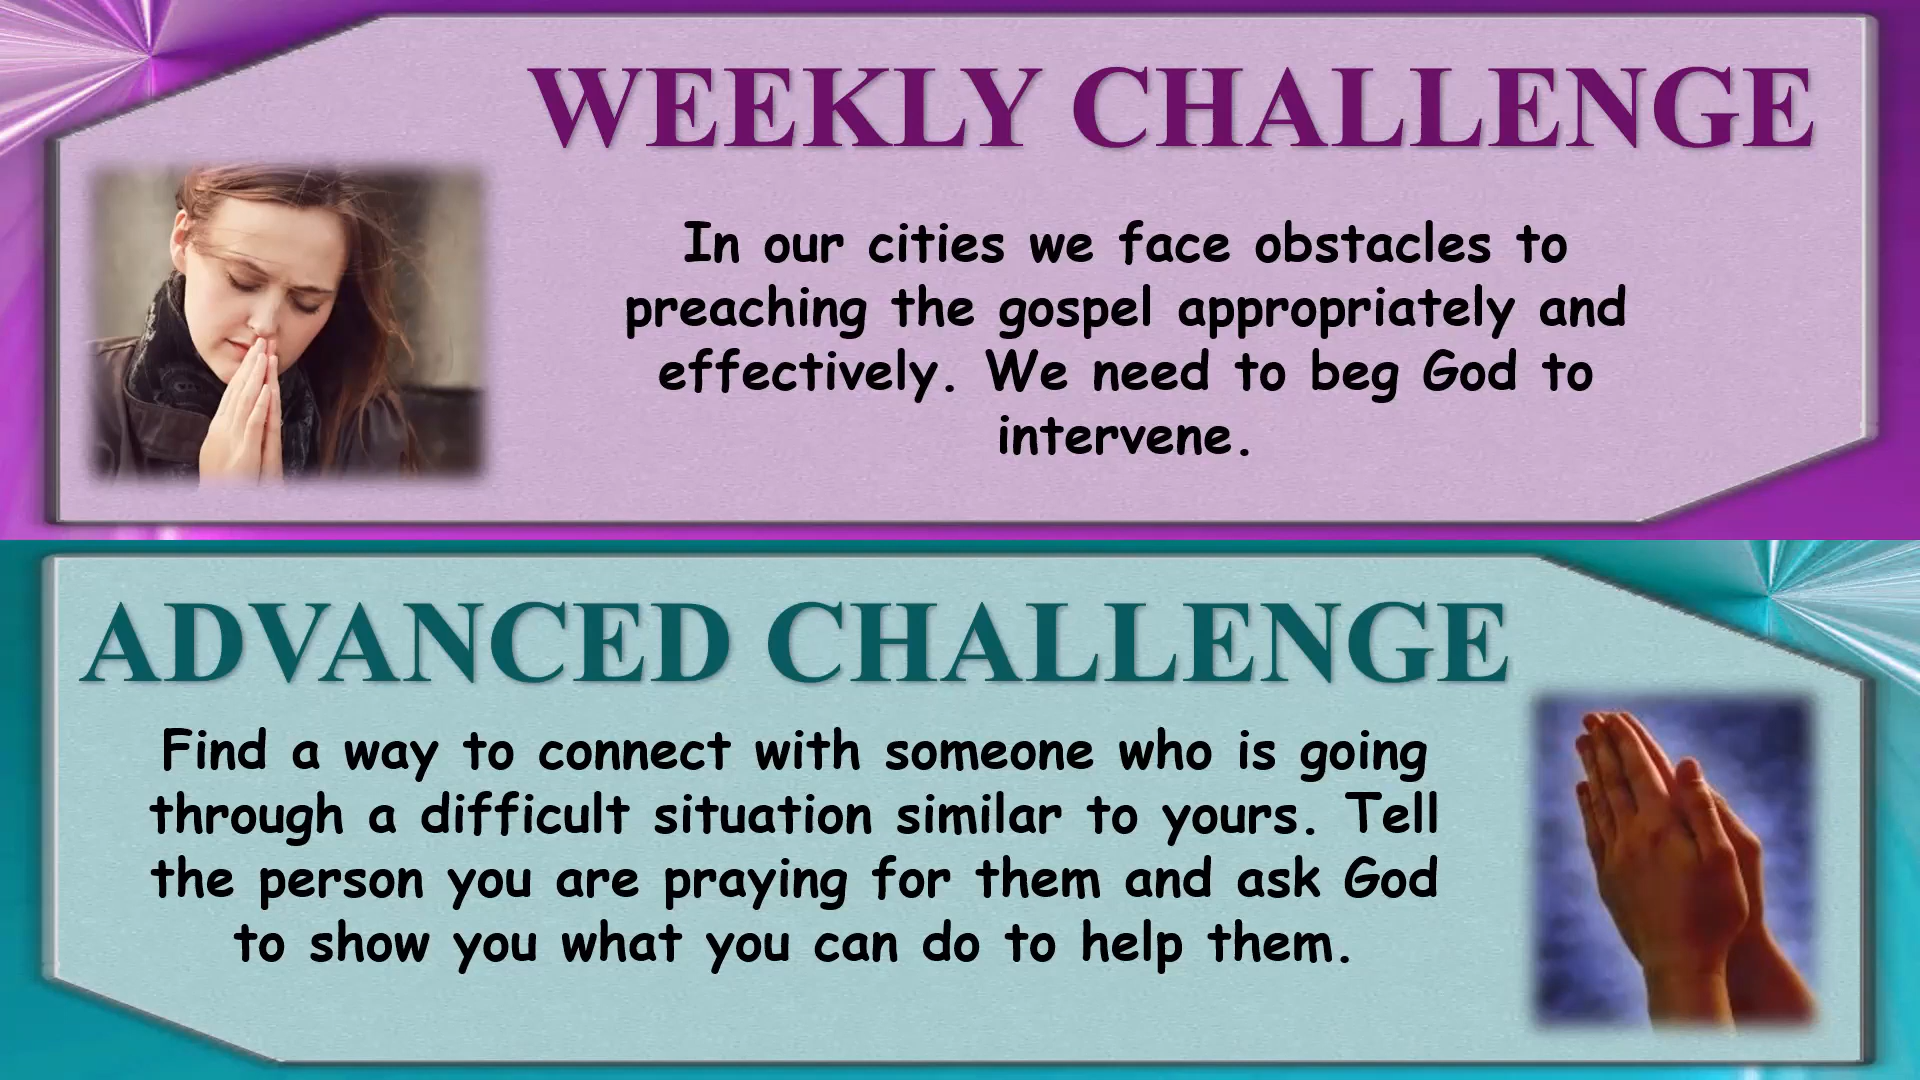 WEEKLY CHALLENGE
In our cities we face obstacles to
preaching the gospel appropriately and
effectively. We need to beg God to
intervene.
ADVANCED CHALLENGE
Find a way to connect with someone who is going
through a difficult situation similar to yours. Tell
the person you are praying for them and ask God
to show you what you can do to help them.